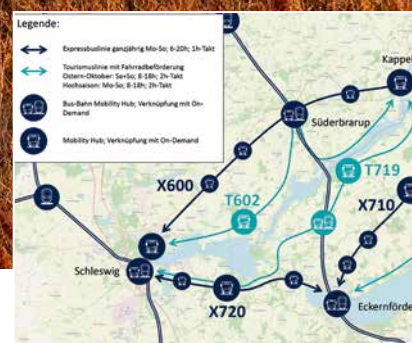 Legende:
Expressbuslinie ganzjährig Mo-So; 6-20h; 1h-Takt
Tourismuslinie mit Fahrradbeförderung
Ostern-Oktober: Sa+So; 8-18h; 2h-Takt
Hochsaison: Mo-So; 8-18h; 2h-Takt
Bus-Bahn Mobility Hub; Verknüpfung mit On-
Demand
Mobility Hub; Verknüpfung mit On-Demand
Kappel
Süderbrarup
T719
X600
T602
X710
Schleswig
X720
Eckernförde